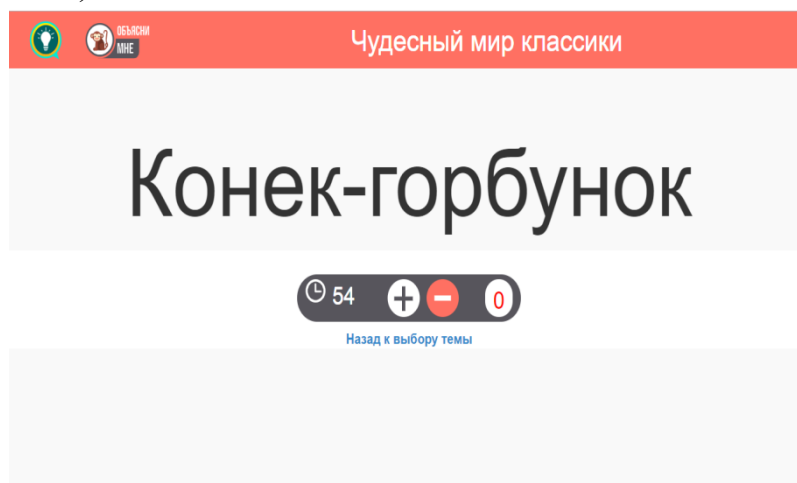 ОБЪЯСНИ
МНЕ
Чудесный мир классики
Конек-горбунок
54
0
Назад к выбору темы